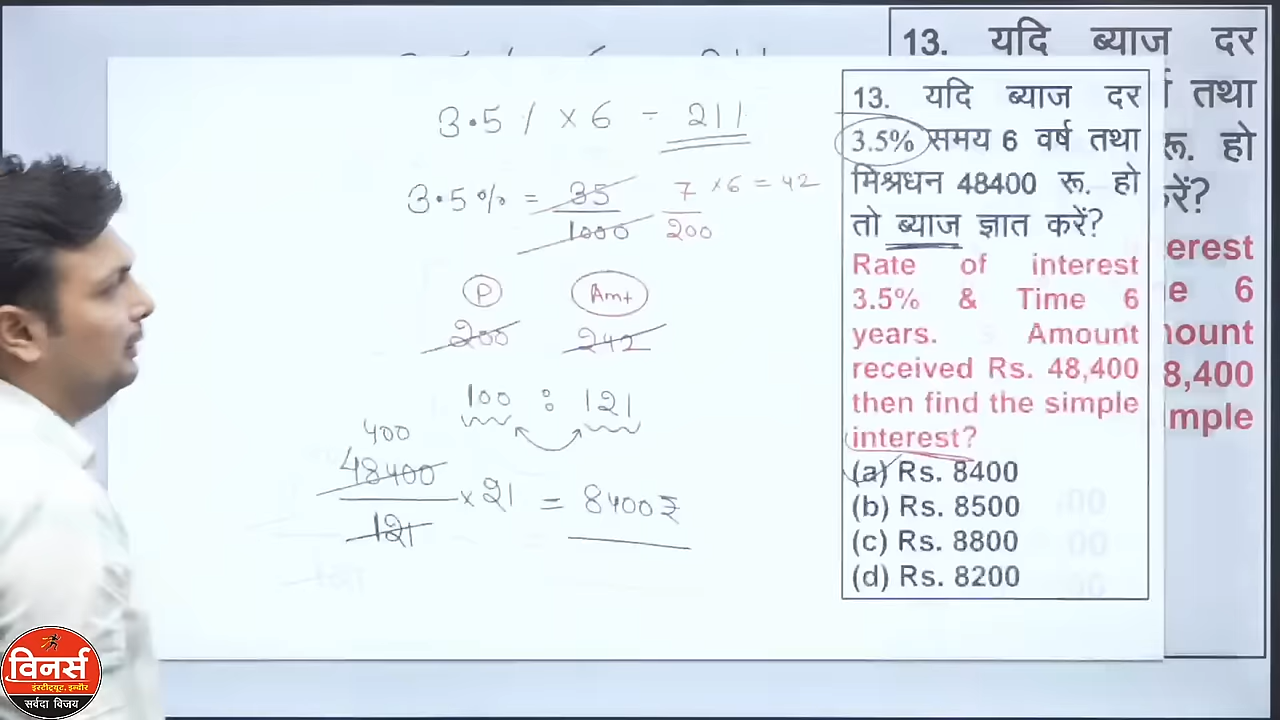 13. यदि ब्याज दर
तथा
रू. हो
रें?
erest
e 6
nount
8,400
mple
3.5 / × 6 - 211
3.5% = 35/1000 7/200 ×6 = 42
P Amt
200 242
100 : 121
400
48400/121 × 21 = 8400₹
13. यदि ब्याज दर
3.5% समय 6 वर्ष तथा
मिश्रधन 48400 रू. हो
तो ब्याज ज्ञात करें?
Rate of interest
3.5% & Time 6
years. Amount
received Rs. 48,400
then find the simple
interest?
(a) Rs. 8400
(b) Rs. 8500
(c) Rs. 8800
(d) Rs. 8200
विनर्स
इंस्टीट्यूट, इन्दौर
सर्वदा विजय